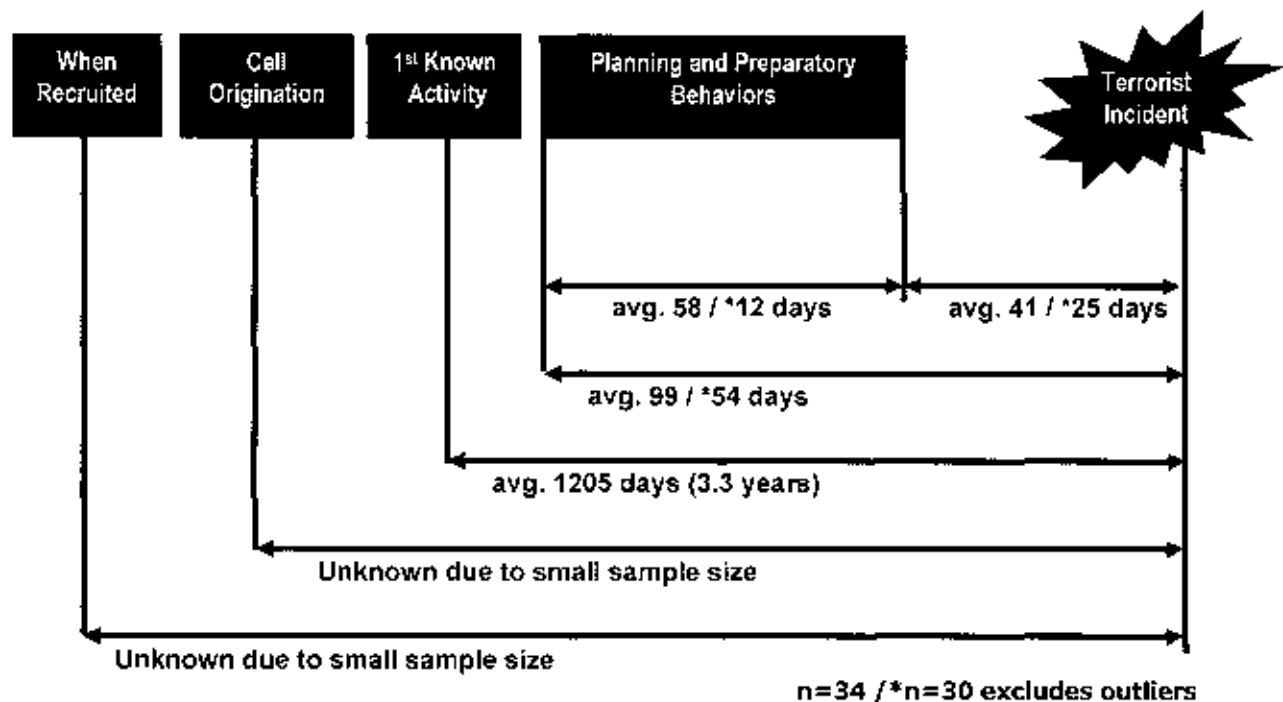 When
Recruited
Cell
Origination
1st Known
Activity
Planning and Preparatory
Behaviors
Terrorist
Incident
avg. 58 / *12 days
avg. 41 / *25 days
avg. 99 / *54 days
avg. 1205 days (3.3 years)
Unknown due to small sample size
Unknown due to small sample size
n=34 /*n=30 excludes outliers